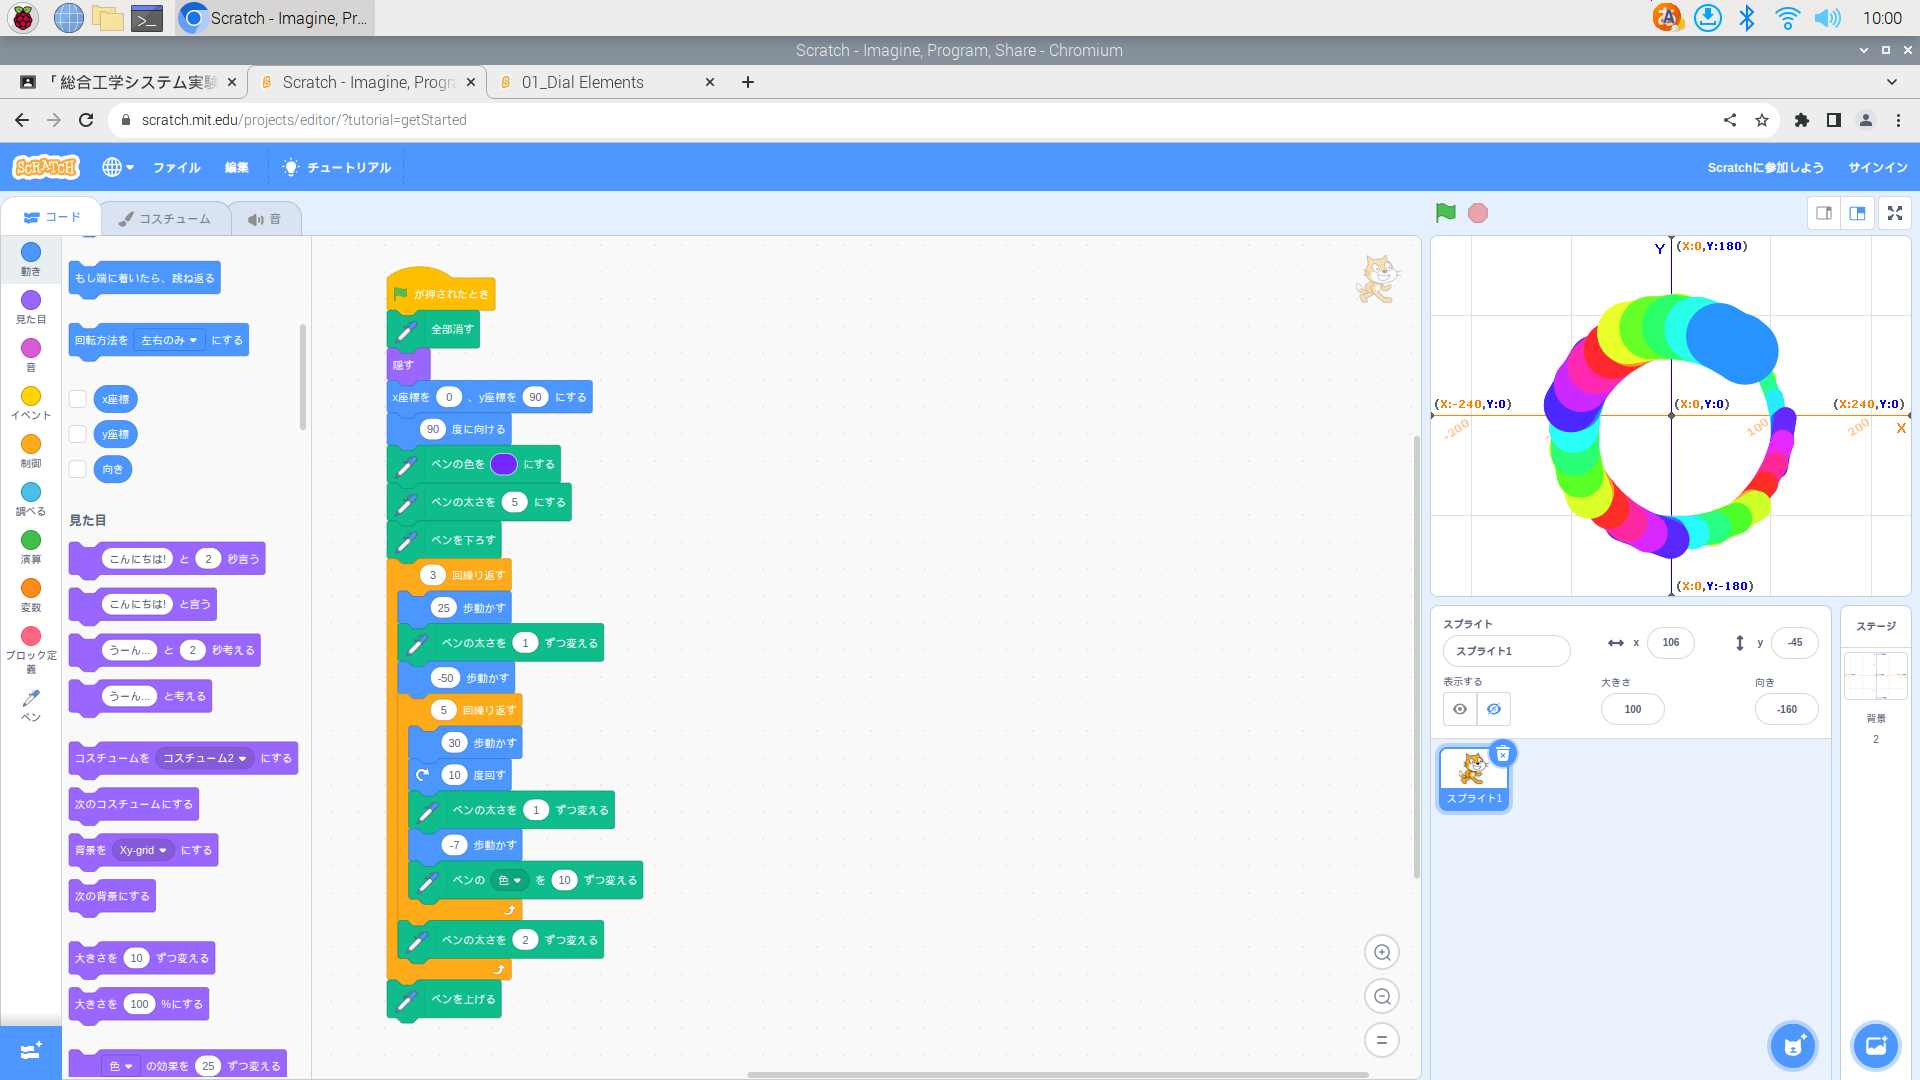 Scratch - Imagine, Pr...
10:00
Scratch - Imagine, Program, Share - Chromium
「総合工学システム実験
Scratch - Imagine, Progra
01_Dial Elements
scratch.mit.edu/projects/editor/?tutorial=getStarted
SCRATCH
ファイル
編集
チュートリアル
Scratchに参加しよう
サインイン
コード
コスチューム
音
動き
見た目
音
イベント
制御
調べる
演算
変数
ブロック定
義
ペン
もし端に着いたら、跳ね返る
回転方法を 左右のみ にする
x座標
y座標
向き
見た目
こんにちは! と 2 秒言う
こんにちは! と言う
うーん... と 2 秒考える
うーん... と考える
コスチュームを コスチューム2 にする
次のコスチュームにする
背景を Xy-grid にする
次の背景にする
大きさを 10 ずつ変える
大きさを 100 %にする
色 の効果を 25 ずつ変える
が押されたとき
全部消す
隠す
x座標を 0 、y座標を 90 にする
90 度に向ける
ペンの色を にする
ペンの太さを 5 にする
ペンを下ろす
3 回繰り返す
25 歩動かす
ペンの太さを 1 ずつ変える
-50 歩動かす
5 回繰り返す
30 歩動かす
10 度回す
ペンの太さを 1 ずつ変える
-7 歩動かす
ペンの 色 を 10 ずつ変える
ペンの太さを 2 ずつ変える
ペンを上げる
Y (X:0,Y:180)
(X:-240,Y:0)
(X:0,Y:0)
(X:240,Y:0)
-200
100
200
X
(X:0,Y:-180)
スプライト
スプライト1
x 106
y -45
表示する
大きさ
100
向き
-160
スプライト1
ステージ
背景
2